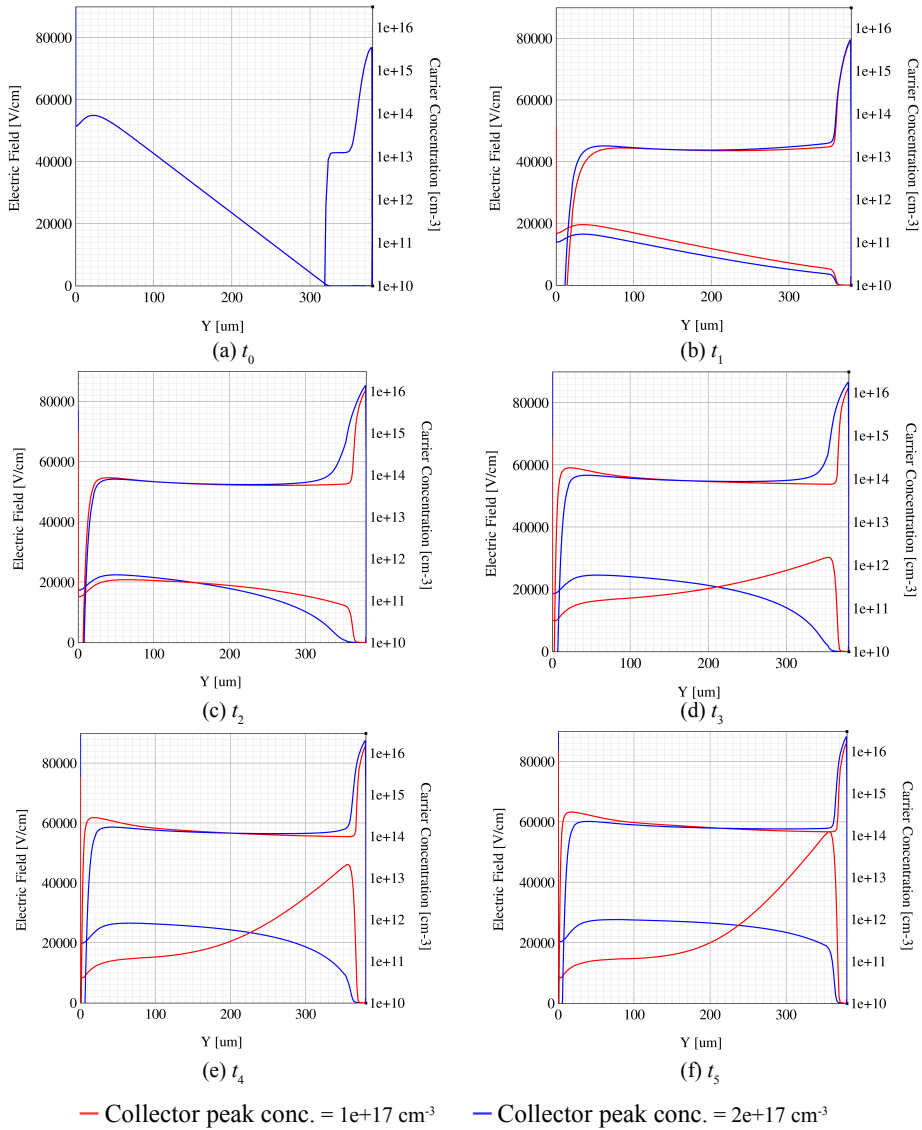 80000
60000
40000
20000
0
Electric Field [V/cm]
1e+16
1e+15
1e+14
1e+13
1e+12
1e+11
1e+10
Carrier Concentration [cm-3]
0 100 200 300
Y [um]
(a) t0
80000
60000
40000
20000
0
Electric Field [V/cm]
1e+16
1e+15
1e+14
1e+13
1e+12
1e+11
1e+10
Carrier Concentration [cm-3]
0 100 200 300
Y [um]
(b) t1
80000
60000
40000
20000
0
Electric Field [V/cm]
1e+16
1e+15
1e+14
1e+13
1e+12
1e+11
1e+10
Carrier Concentration [cm-3]
0 100 200 300
Y [um]
(c) t2
80000
60000
40000
20000
0
Electric Field [V/cm]
1e+16
1e+15
1e+14
1e+13
1e+12
1e+11
1e+10
Carrier Concentration [cm-3]
0 100 200 300
Y [um]
(d) t3
80000
60000
40000
20000
0
Electric Field [V/cm]
1e+16
1e+15
1e+14
1e+13
1e+12
1e+11
1e+10
Carrier Concentration [cm-3]
0 100 200 300
Y [um]
(e) t4
80000
60000
40000
20000
0
Electric Field [V/cm]
1e+16
1e+15
1e+14
1e+13
1e+12
1e+11
1e+10
Carrier Concentration [cm-3]
0 100 200 300
Y [um]
(f) t5
Collector peak conc. = 1e+17 cm-3
Collector peak conc. = 2e+17 cm-3